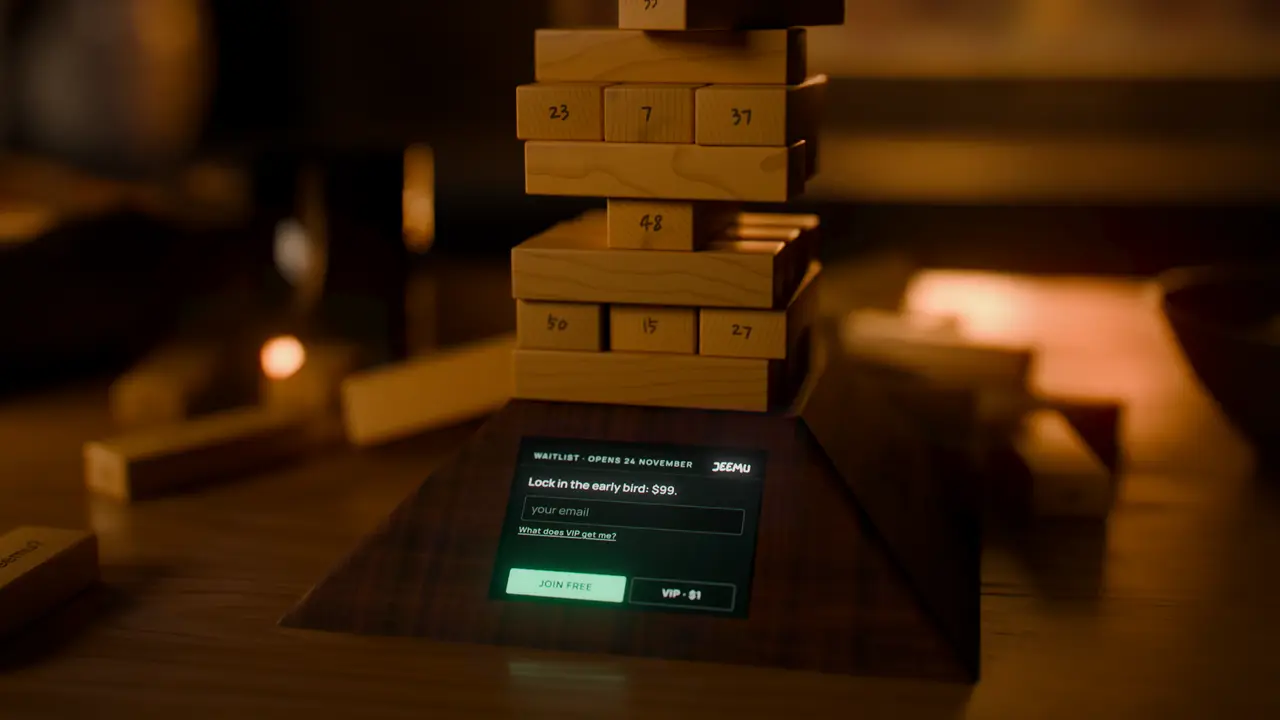 23
7
37
48
50
15
27
WAITLIST · OPENS 24 NOVEMBER
JEEMU
Lock in the early bird: $99.
your email
What does VIP get me?
JOIN FREE
VIP · $1